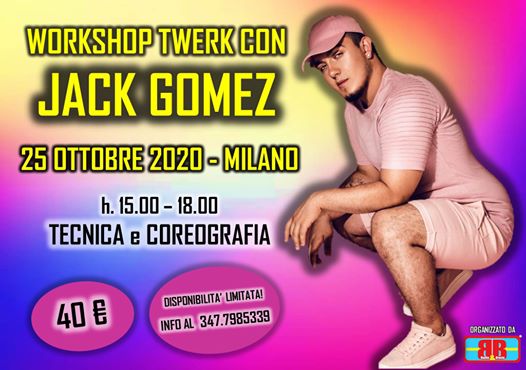 WORKSHOP TWERK CON
JACK GOMEZ
25 OTTOBRE 2020 - MILANO
h. 15.00 – 18.00
TECNICA e COREOGRAFIA
40 €
DISPONIBILITA' LIMITATA!
INFO AL 347.7985339
ORGANIZZATO DA